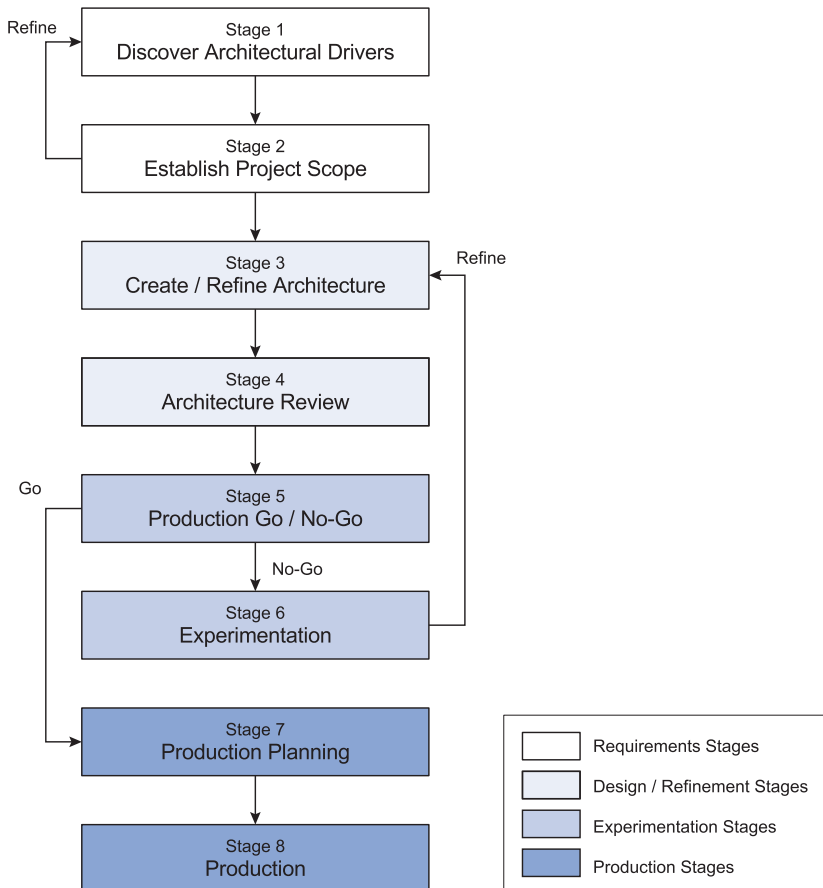 Refine
Stage 1
Discover Architectural Drivers
Stage 2
Establish Project Scope
Stage 3
Create / Refine Architecture
Refine
Stage 4
Architecture Review
Go
Stage 5
Production Go / No-Go
No-Go
Stage 6
Experimentation
Stage 7
Production Planning
Stage 8
Production
Requirements Stages
Design / Refinement Stages
Experimentation Stages
Production Stages